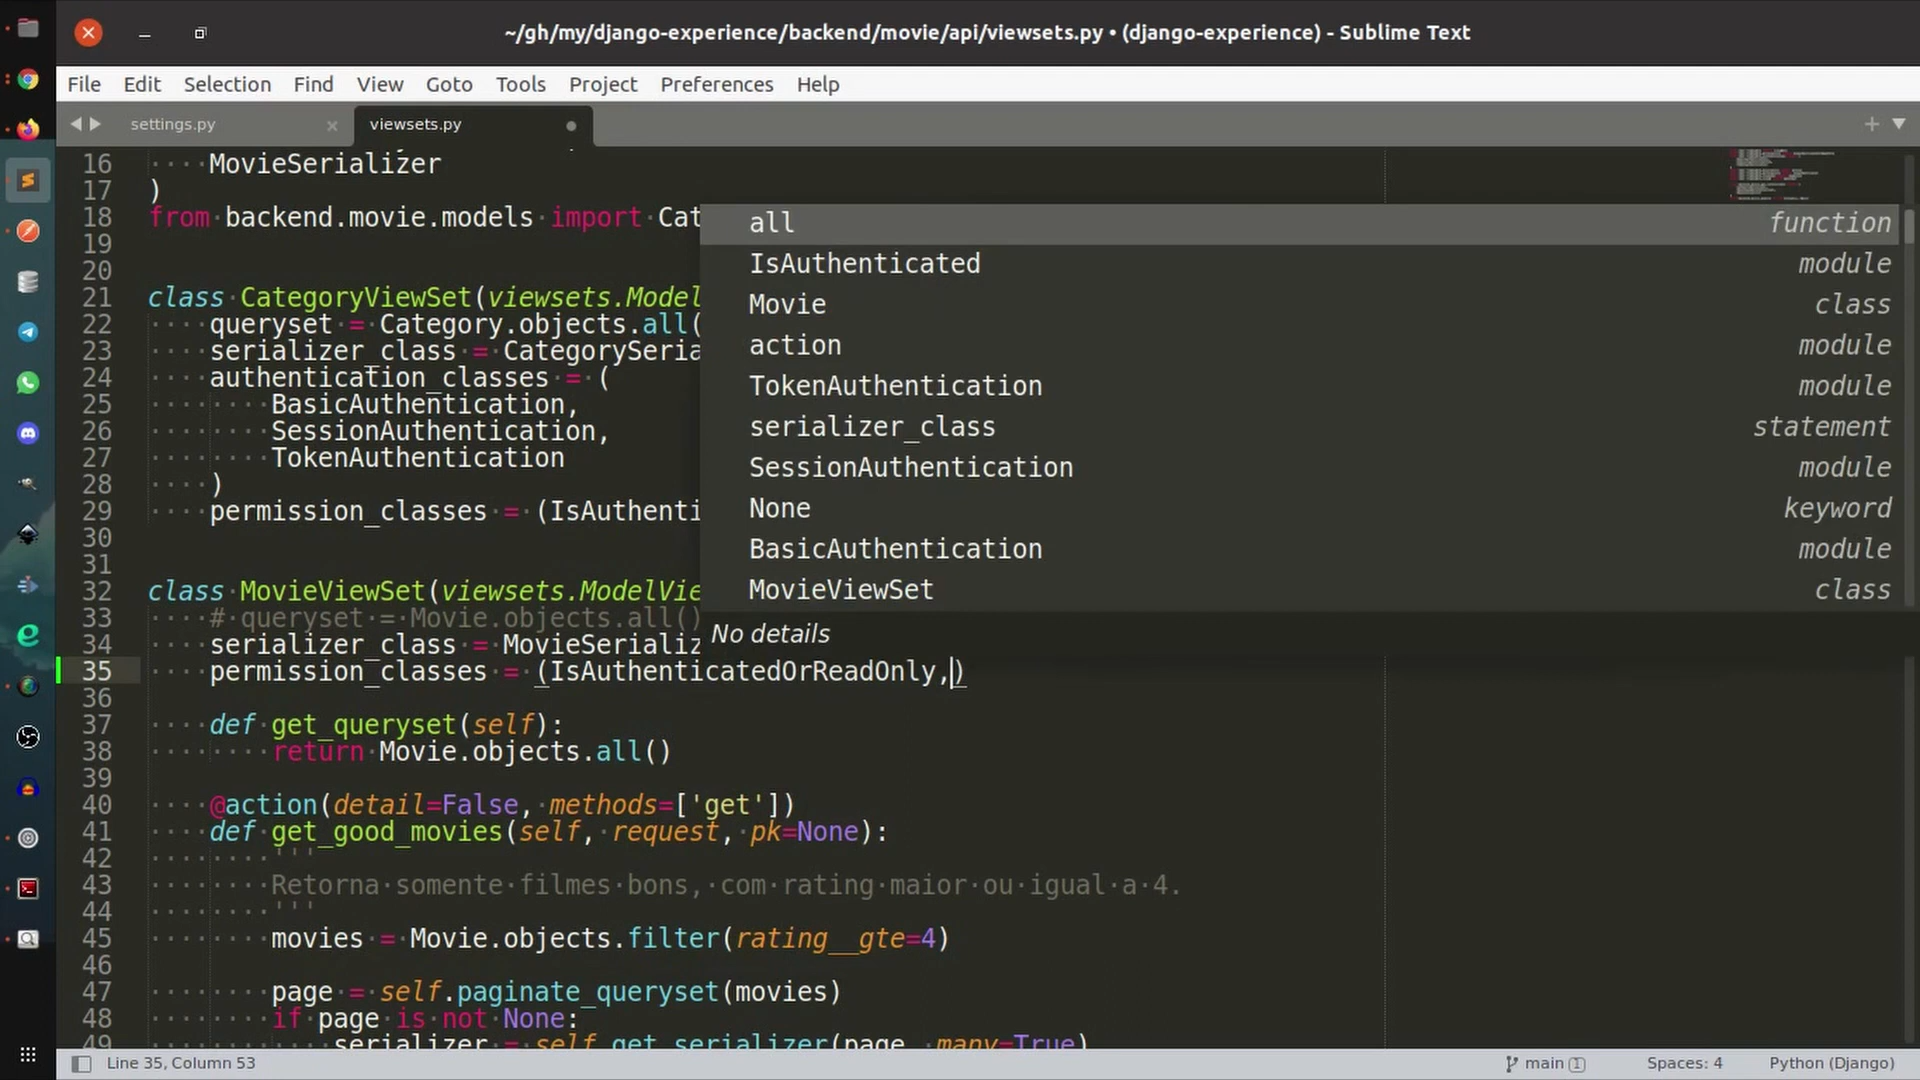 ~/gh/my/django-experience/backend/movie/api/viewsets.py • (django-experience) - Sublime Text
File Edit Selection Find View Goto Tools Project Preferences Help
settings.py
viewsets.py
16 MovieSerializer
17 )
18 from backend.movie.models import Cat
19
20
21 class CategoryViewSet(viewsets.Model
22 queryset = Category.objects.all(
23 serializer_class = CategorySeria
24 authentication_classes = (
25 BasicAuthentication,
26 SessionAuthentication,
27 TokenAuthentication
28 )
29 permission_classes = (IsAuthenti
30
31
32 class MovieViewSet(viewsets.ModelVie
33 # queryset = Movie.objects.all()
34 serializer_class = MovieSerializ
35 permission_classes = (IsAuthenticatedOrReadOnly,)
36
37 def get_queryset(self):
38 return Movie.objects.all()
39
40 @action(detail=False, methods=['get'])
41 def get_good_movies(self, request, pk=None):
42 '''
43 Retorna somente filmes bons, com rating maior ou igual a 4.
44 '''
45 movies = Movie.objects.filter(rating__gte=4)
46
47 page = self.paginate_queryset(movies)
48 if page is not None:
49 serializer = self.get_serializer(page, many=True)
all function
IsAuthenticated module
Movie class
action module
TokenAuthentication module
serializer_class statement
SessionAuthentication module
None keyword
BasicAuthentication module
MovieViewSet class
No details
Line 35, Column 53
main 1
Spaces: 4
Python (Django)